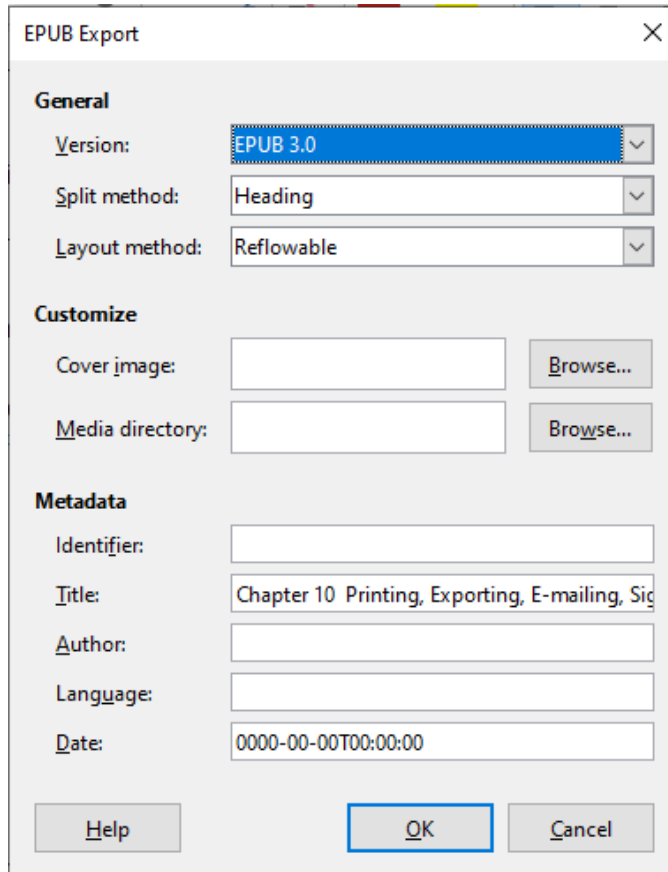 EPUB Export
General
Version: EPUB 3.0
Split method: Heading
Layout method: Reflowable
Customize
Cover image: Browse...
Media directory: Browse...
Metadata
Identifier:
Title: Chapter 10 Printing, Exporting, E-mailing, Sig
Author:
Language:
Date: 0000-00-00T00:00:00
Help OK Cancel